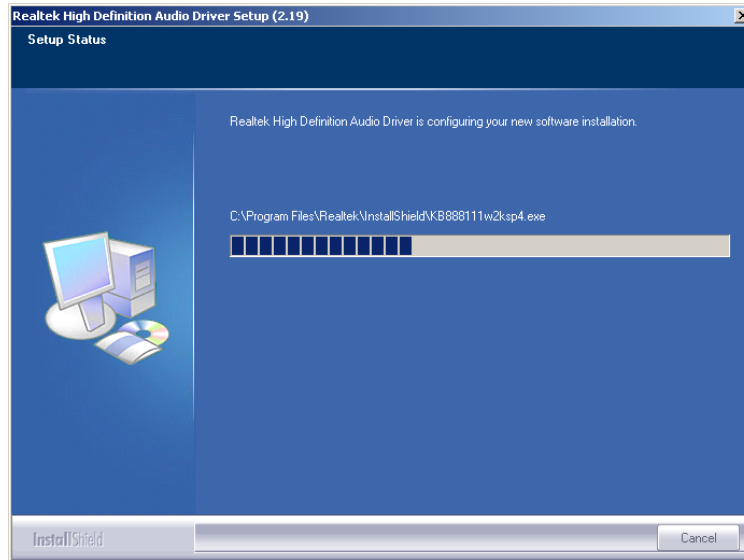 Realtek High Definition Audio Driver Setup (2.19)
Setup Status
Realtek High Definition Audio Driver is configuring your new software installation.
C:\Program Files\Realtek\InstallShield\KB888111w2ksp4.exe
InstallShield
Cancel